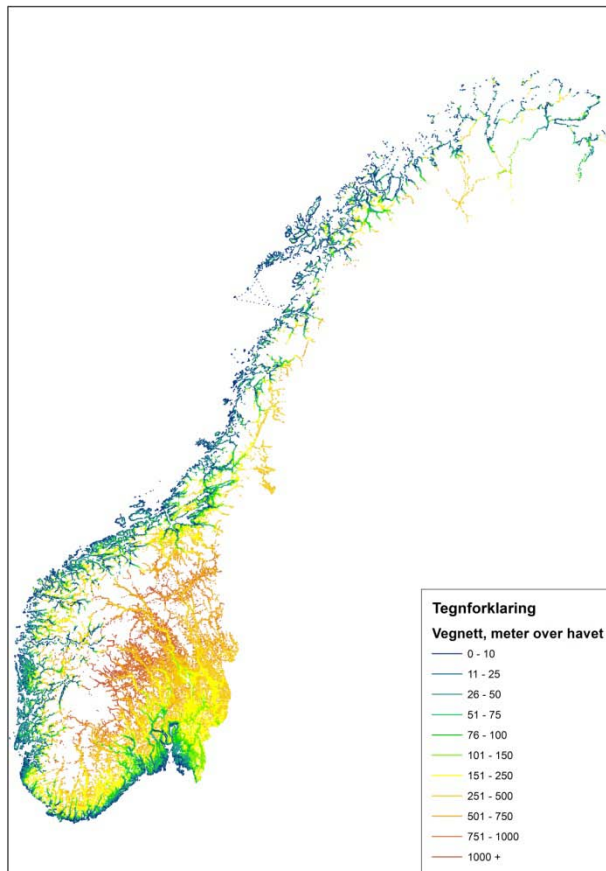 Tegnforklaring
Vegnett, meter over havet
0 - 10
11 - 25
26 - 50
51 - 75
76 - 100
101 - 150
151 - 250
251 - 500
501 - 750
751 - 1000
1000 +